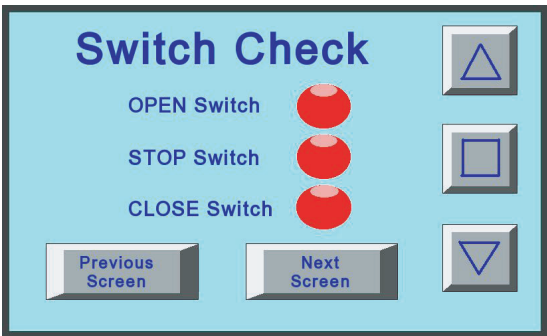 Switch Check
OPEN Switch
STOP Switch
CLOSE Switch
Previous
Screen
Next
Screen